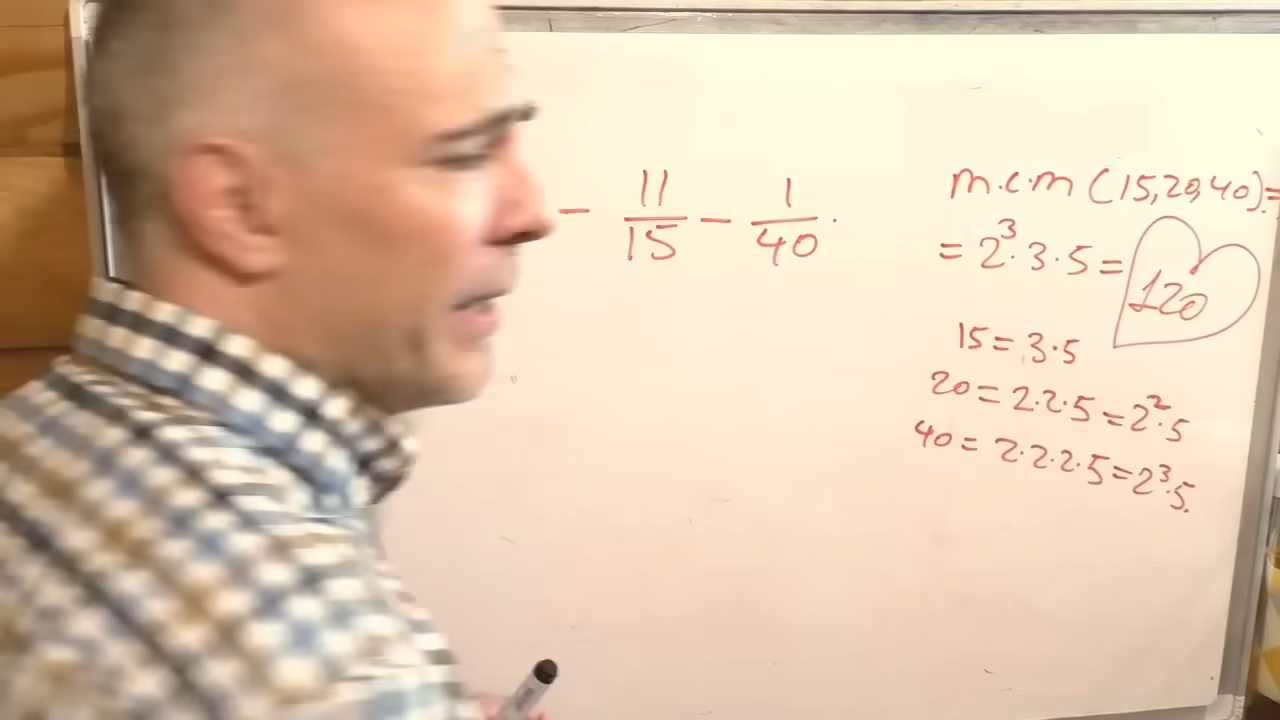 - 11/15 - 1/40.
m.c.m (15,20,40)=
= 2³·3·5= 120
15= 3·5
20= 2·2·5=2²·5
40= 2·2·2·5=2³·5.